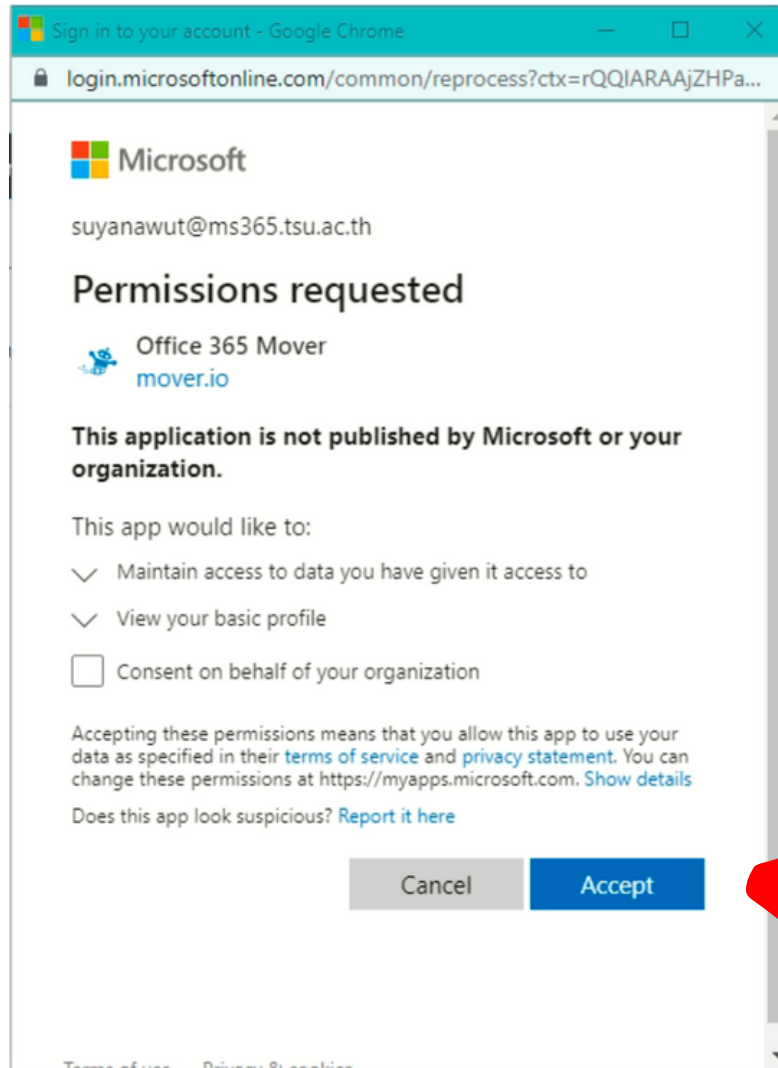 Sign in to your account - Google Chrome
login.microsoftonline.com/common/reprocess?ctx=rQQIARAAjZHPa...
Microsoft
suyanawut@ms365.tsu.ac.th
Permissions requested
Office 365 Mover
mover.io
This application is not published by Microsoft or your
organization.
This app would like to:
Maintain access to data you have given it access to
View your basic profile
Consent on behalf of your organization
Accepting these permissions means that you allow this app to use your
data as specified in their terms of service and privacy statement. You can
change these permissions at https://myapps.microsoft.com. Show details
Does this app look suspicious? Report it here
Cancel Accept
Terms of use Privacy & cookies